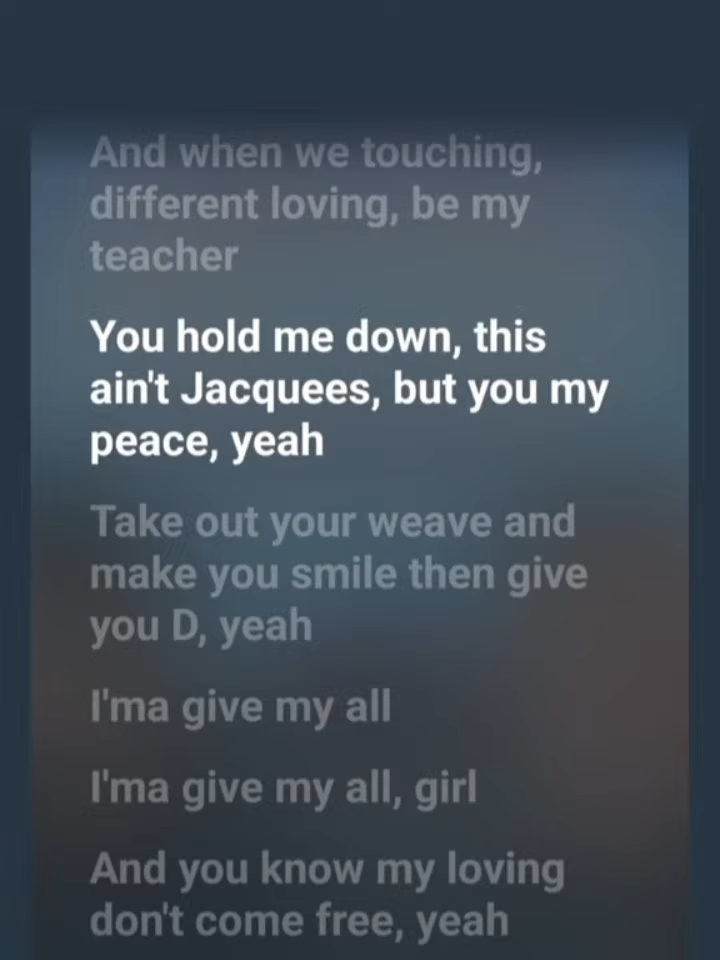 And when we touching,
different loving, be my
teacher
You hold me down, this
ain't Jacquees, but you my
peace, yeah
Take out your weave and
make you smile then give
you D, yeah
I'ma give my all
I'ma give my all, girl
And you know my loving
don't come free, yeah